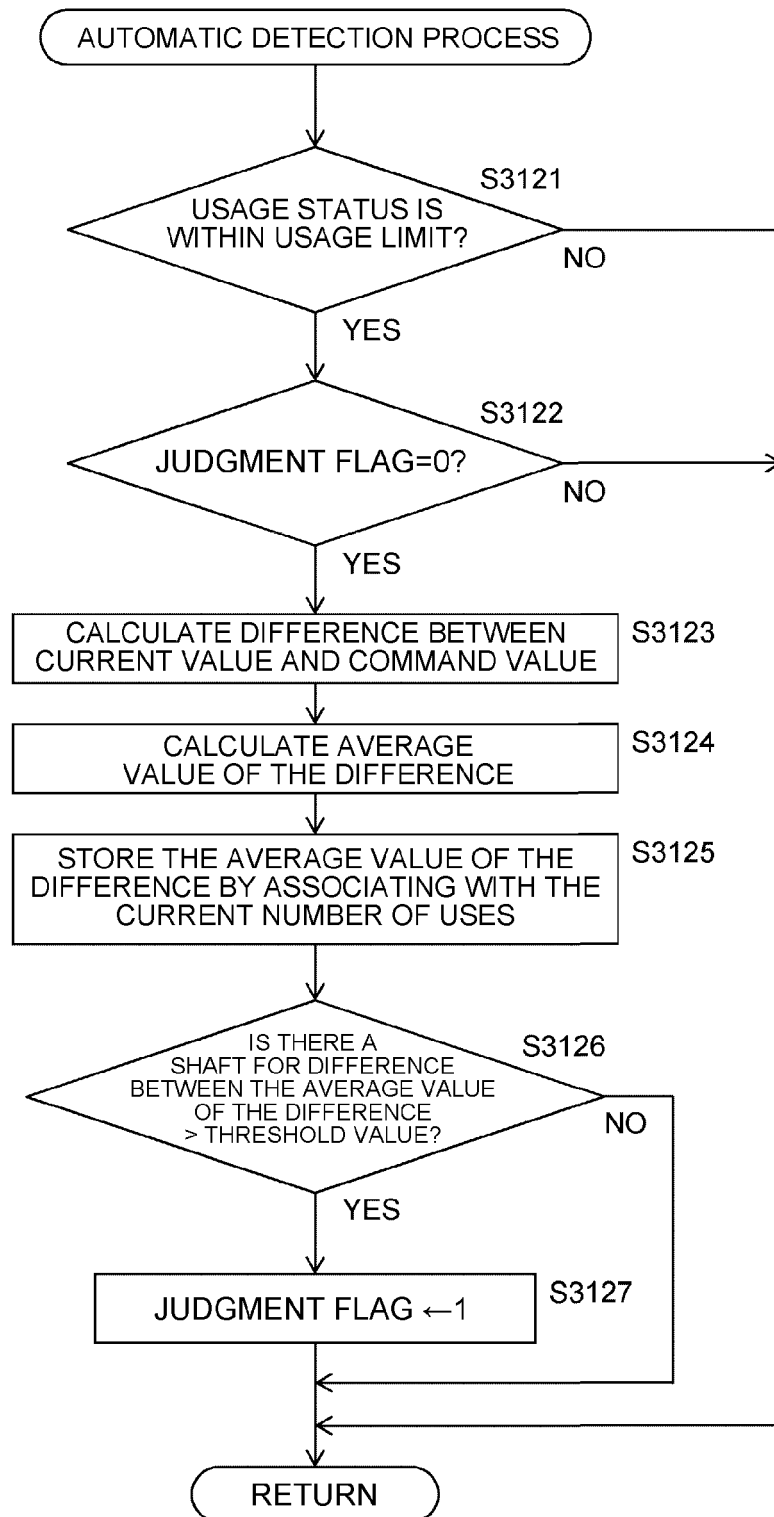 AUTOMATIC DETECTION PROCESS
S3121
USAGE STATUS IS
WITHIN USAGE LIMIT?
NO
YES
S3122
JUDGMENT FLAG=0?
NO
YES
CALCULATE DIFFERENCE BETWEEN
CURRENT VALUE AND COMMAND VALUE
S3123
CALCULATE AVERAGE
VALUE OF THE DIFFERENCE
S3124
STORE THE AVERAGE VALUE OF THE
DIFFERENCE BY ASSOCIATING WITH THE
CURRENT NUMBER OF USES
S3125
IS THERE A
SHAFT FOR DIFFERENCE
BETWEEN THE AVERAGE VALUE
OF THE DIFFERENCE
> THRESHOLD VALUE?
S3126
NO
YES
JUDGMENT FLAG ←1
S3127
RETURN